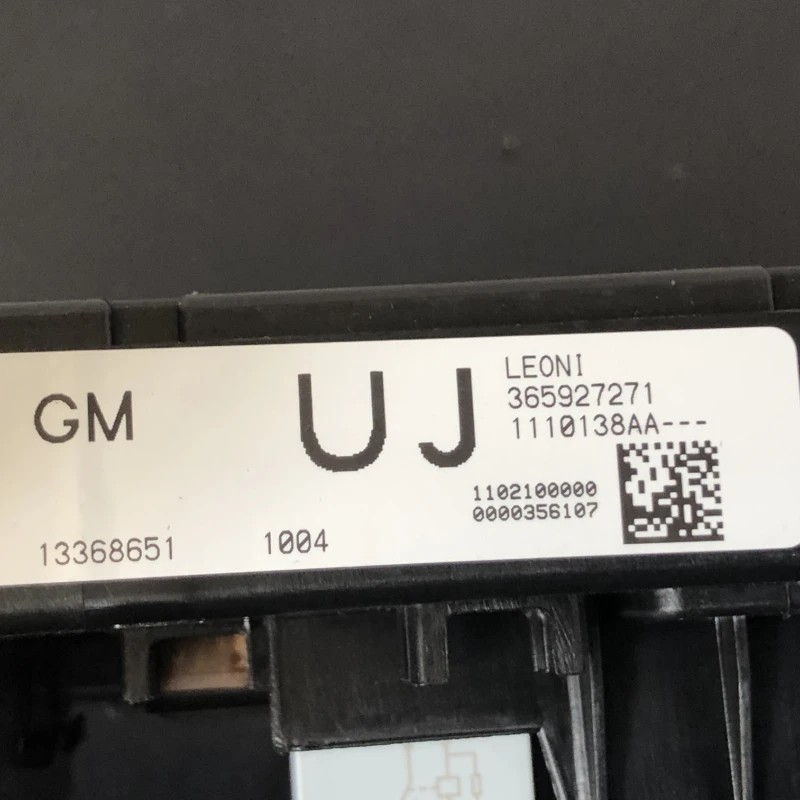 GM
UJ
LEONI
365927271
1110138AA---
1102100000
0000356107
13368651
1004